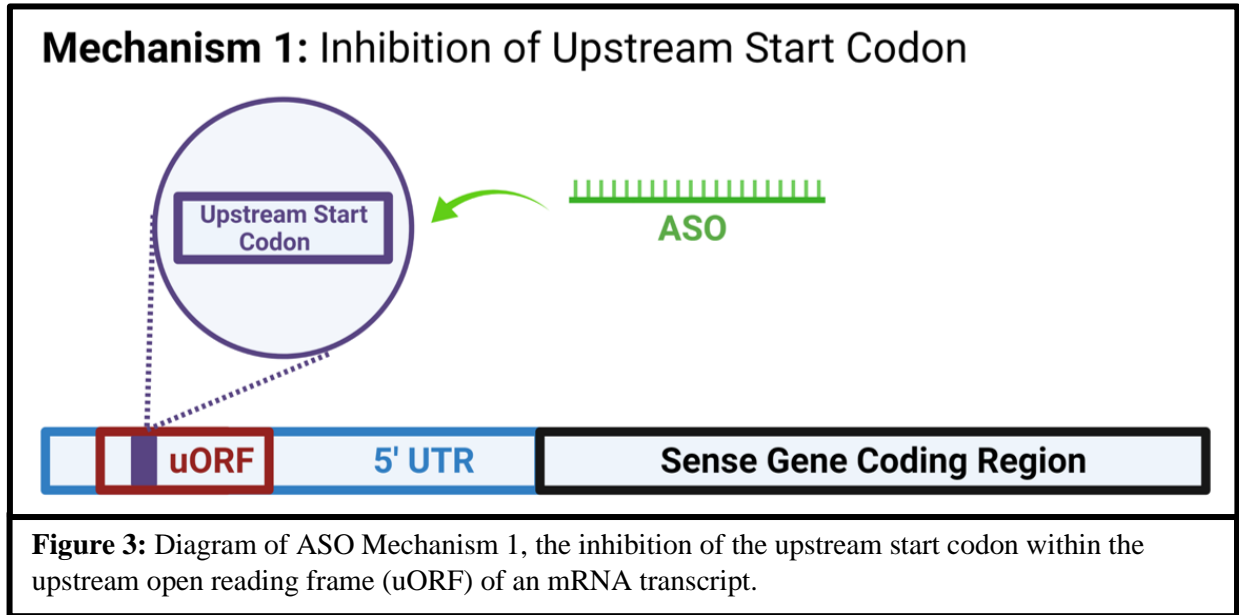 Mechanism 1: Inhibition of Upstream Start Codon
Upstream Start
Codon
ASO
uORF
5' UTR
Sense Gene Coding Region
Figure 3: Diagram of ASO Mechanism 1, the inhibition of the upstream start codon within the
upstream open reading frame (uORF) of an mRNA transcript.